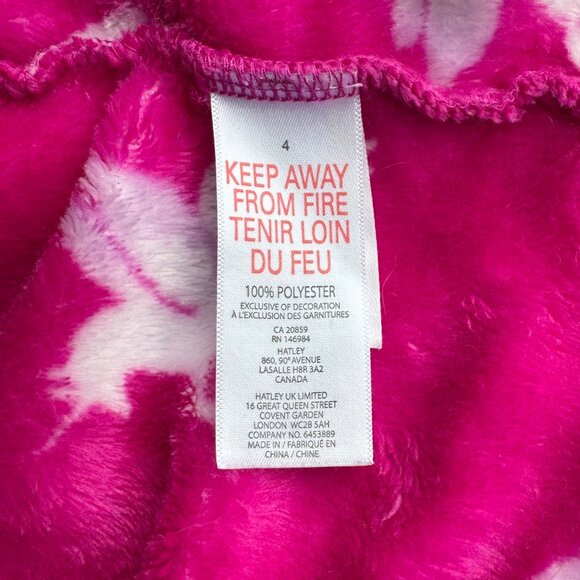 4
KEEP AWAY
FROM FIRE
TENIR LOIN
DU FEU
100% POLYESTER
EXCLUSIVE OF DECORATION
À L'EXCLUSION DES GARNITURES
CA 20859
RN 146984
HATLEY
860, 90e AVENUE
LASALLE H8R 3A2
CANADA
HATLEY UK LIMITED
16 GREAT QUEEN STREET
COVENT GARDEN
LONDON WC2B 5AH
COMPANY NO. 6453889
MADE IN / FABRIQUÉ EN
CHINA / CHINE